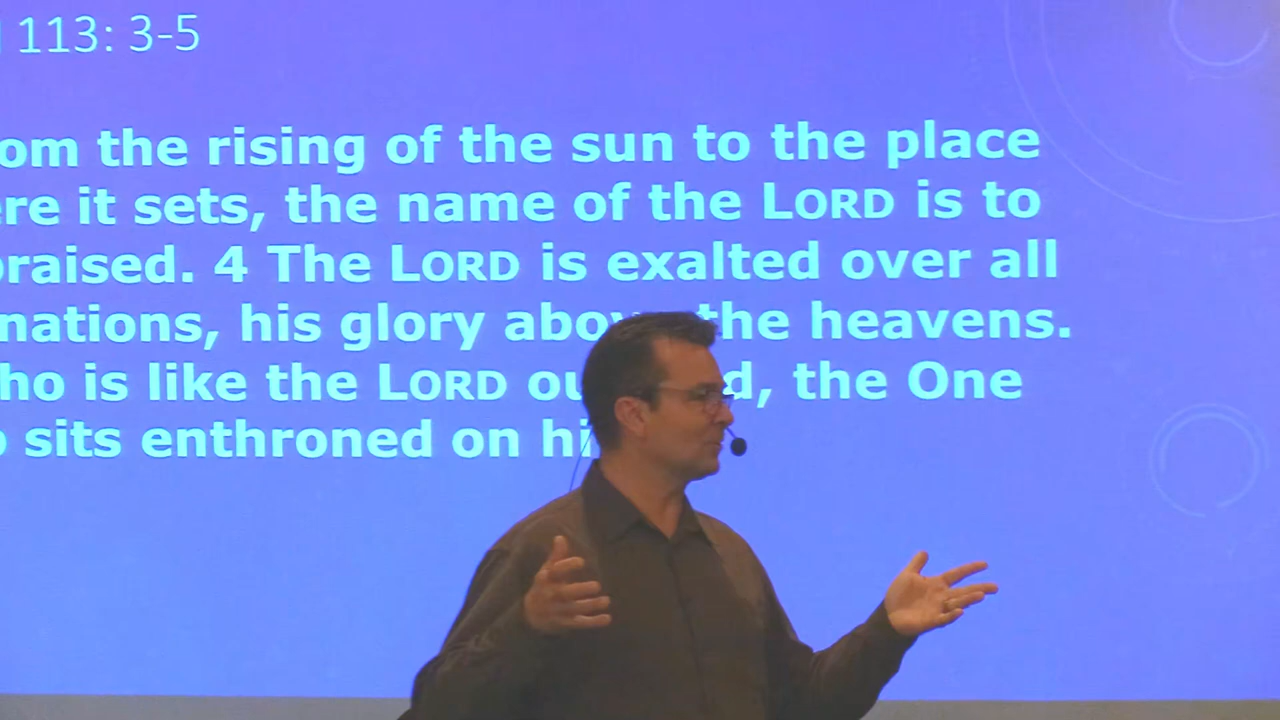 113: 3-5
om the rising of the sun to the place
re it sets, the name of the LORD is to
praised. 4 The LORD is exalted over all
nations, his glory abov the heavens.
ho is like the LORD ou d, the One
sits enthroned on hi